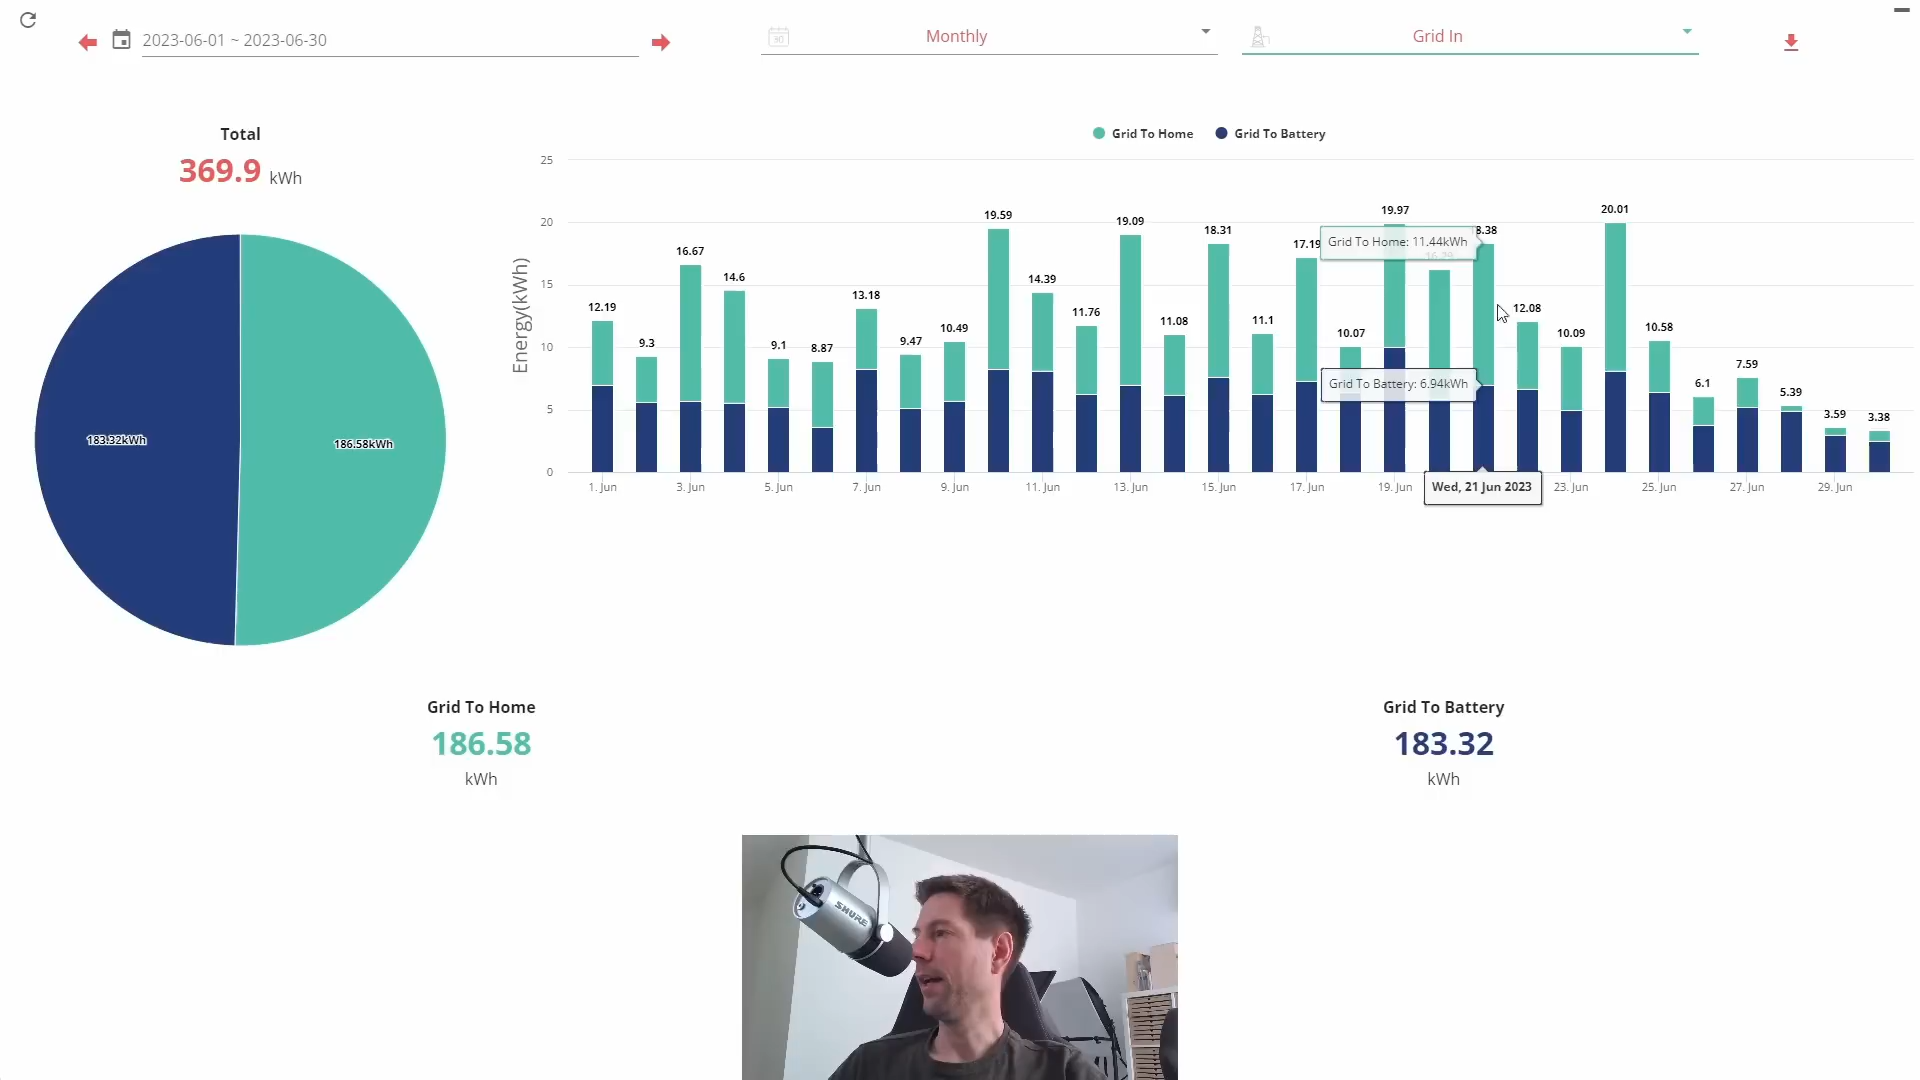 2023-06-01 ~ 2023-06-30
30
Monthly
Grid In
Total
369.9 kWh
183.32kWh
186.58kWh
Grid To Home
Grid To Battery
Energy(kWh)
25
20
15
10
5
0
12.19
9.3
16.67
14.6
9.1
8.87
13.18
9.47
10.49
19.59
14.39
11.76
19.09
11.08
18.31
11.1
17.19
10.07
19.97
16.29
8.38
12.08
10.09
20.01
10.58
6.1
7.59
5.39
3.59
3.38
Grid To Home: 11.44kWh
Grid To Battery: 6.94kWh
1. Jun
3. Jun
5. Jun
7. Jun
9. Jun
11. Jun
13. Jun
15. Jun
17. Jun
19. Jun
Wed, 21 Jun 2023
23. Jun
25. Jun
27. Jun
29. Jun
Grid To Home
186.58
kWh
Grid To Battery
183.32
kWh
SHURE